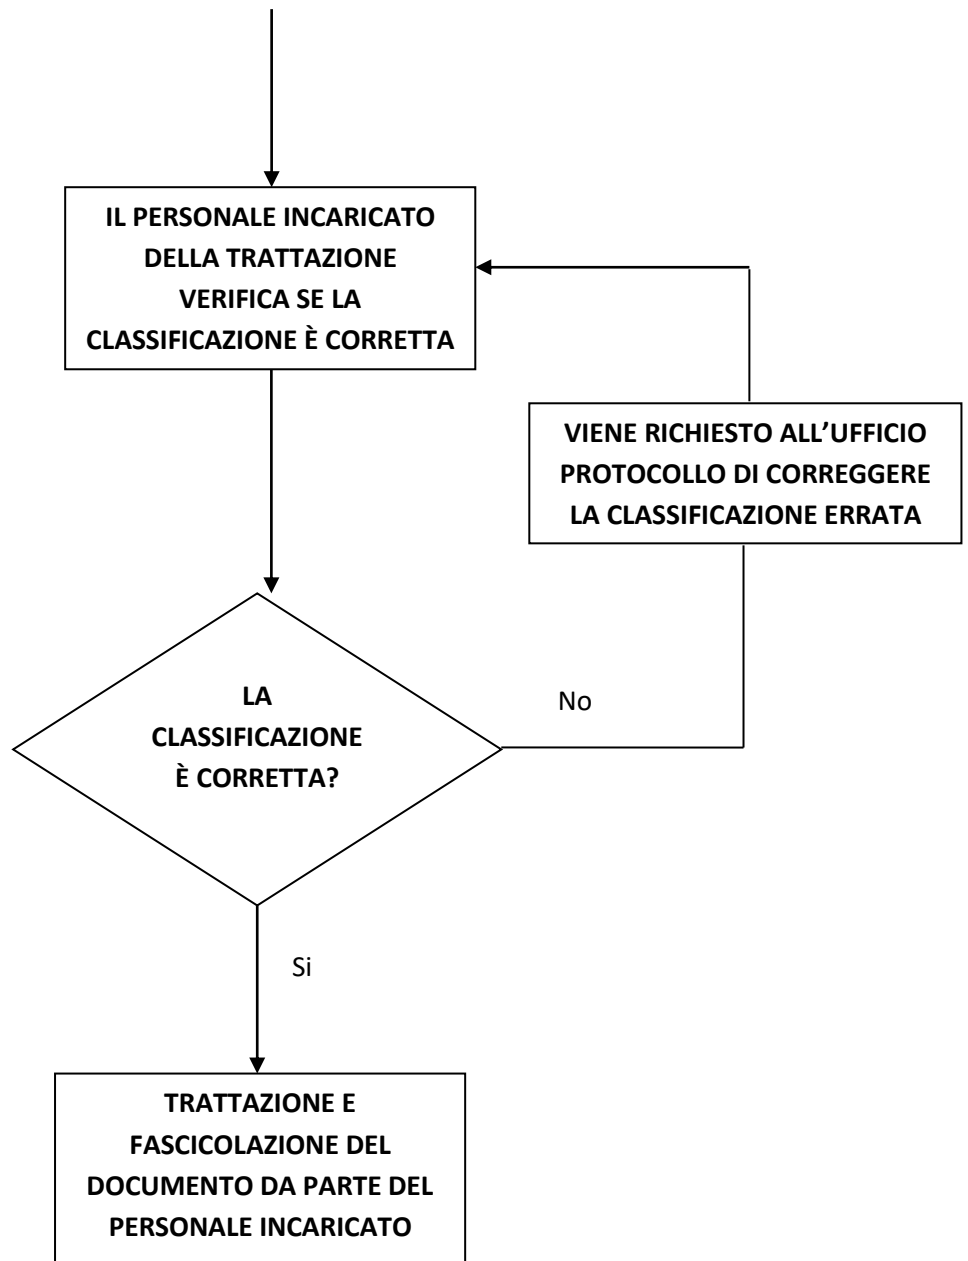 IL PERSONALE INCARICATO
DELLA TRATTAZIONE
VERIFICA SE LA
CLASSIFICAZIONE È CORRETTA
VIENE RICHIESTO ALL’UFFICIO
PROTOCOLLO DI CORREGGERE
LA CLASSIFICAZIONE ERRATA
LA
CLASSIFICAZIONE
È CORRETTA?
No
Si
TRATTAZIONE E
FASCICOLAZIONE DEL
DOCUMENTO DA PARTE DEL
PERSONALE INCARICATO